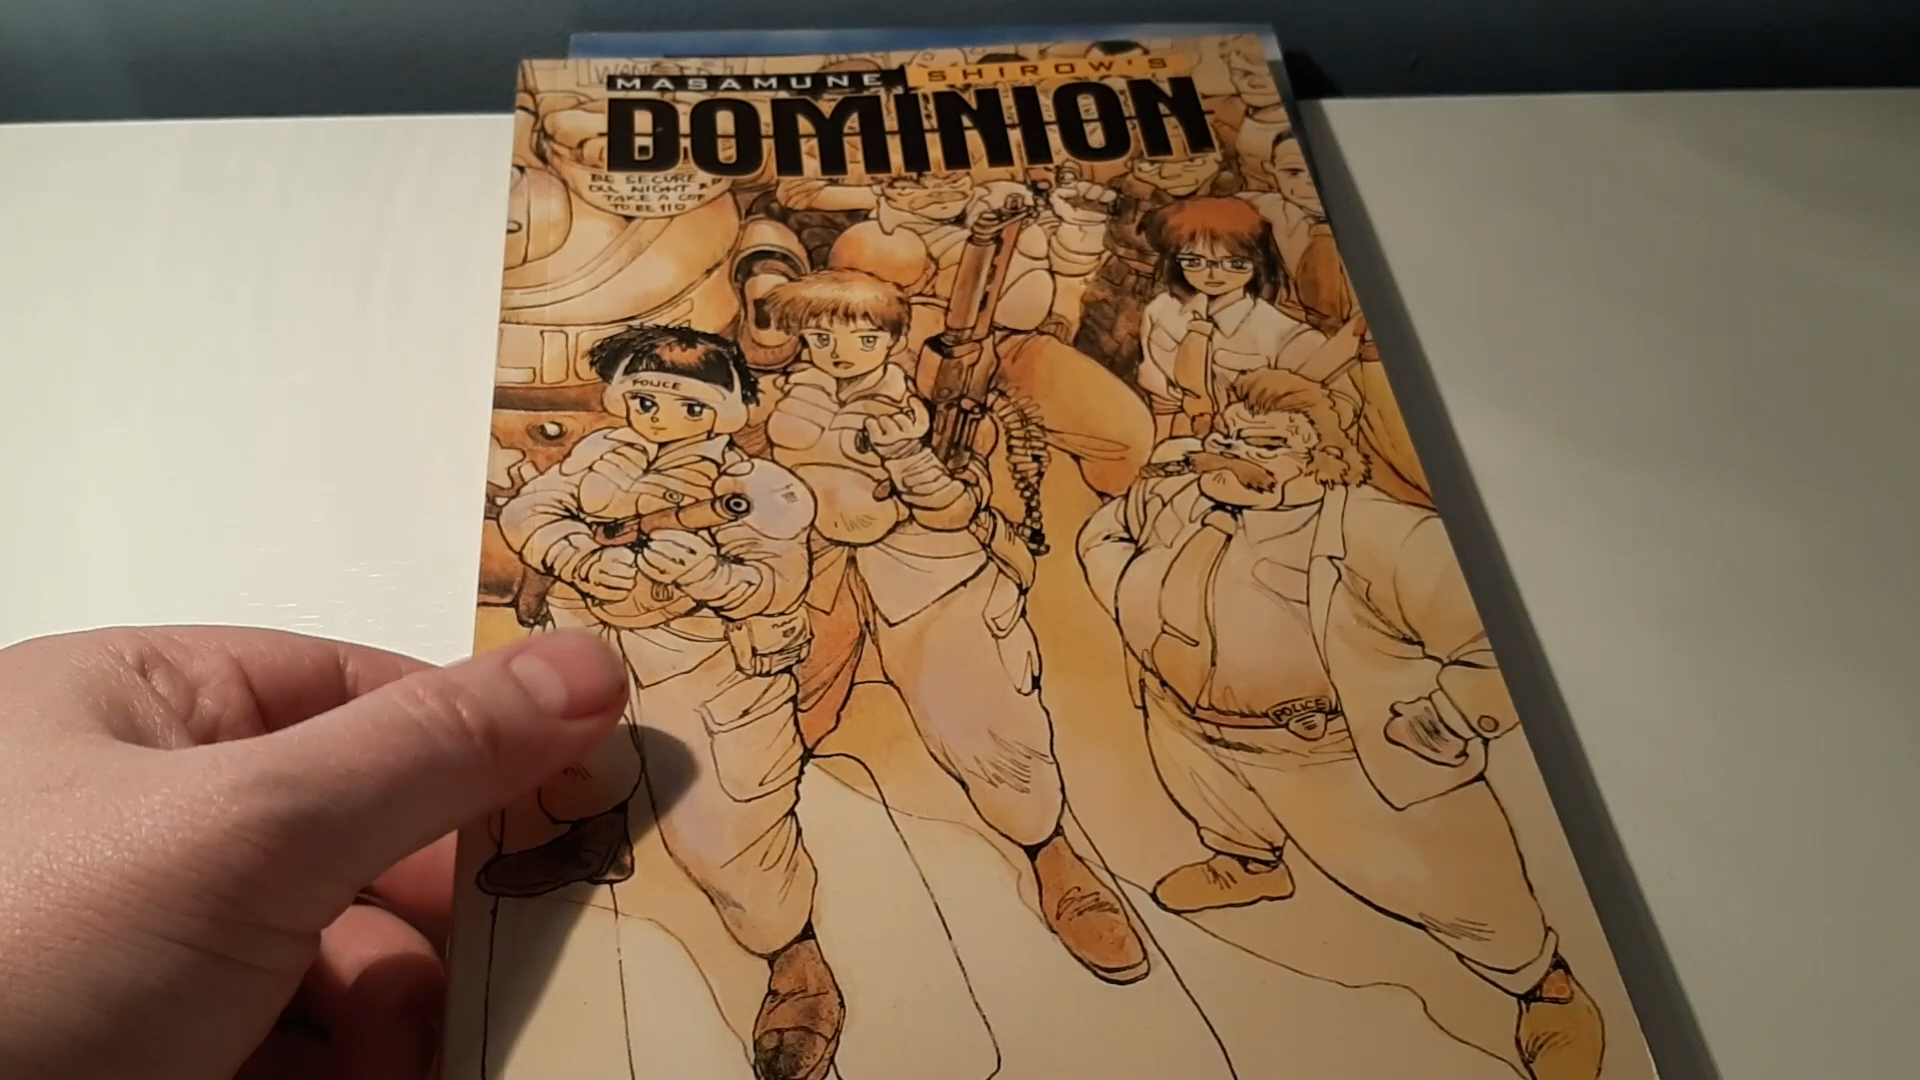 MASAMUNE SHIROW'S
DOMINION
BE SECURE
ALL NIGHT &
TAKE A COP
TO BE 110
POLICE
POLICE